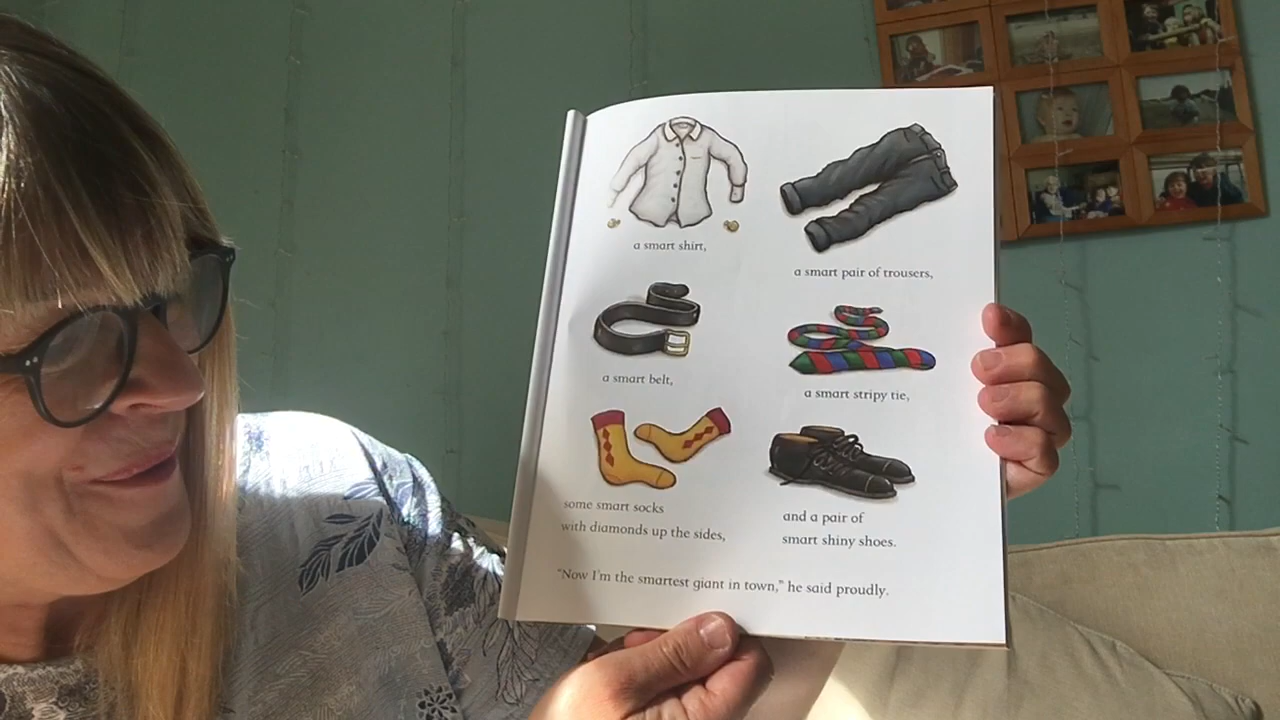 a smart shirt,
a smart pair of trousers,
a smart belt,
a smart stripy tie,
some smart socks
with diamonds up the sides,
and a pair of
smart shiny shoes.
"Now I'm the smartest giant in town," he said proudly.